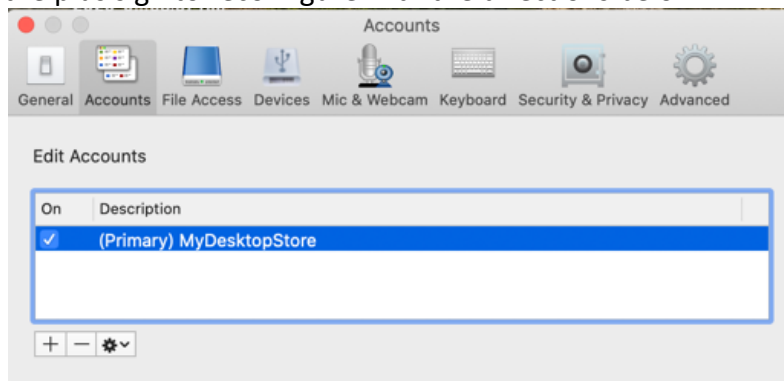 Accounts
General Accounts File Access Devices Mic & Webcam Keyboard Security & Privacy Advanced
Edit Accounts
On Description
(Primary) MyDesktopStore